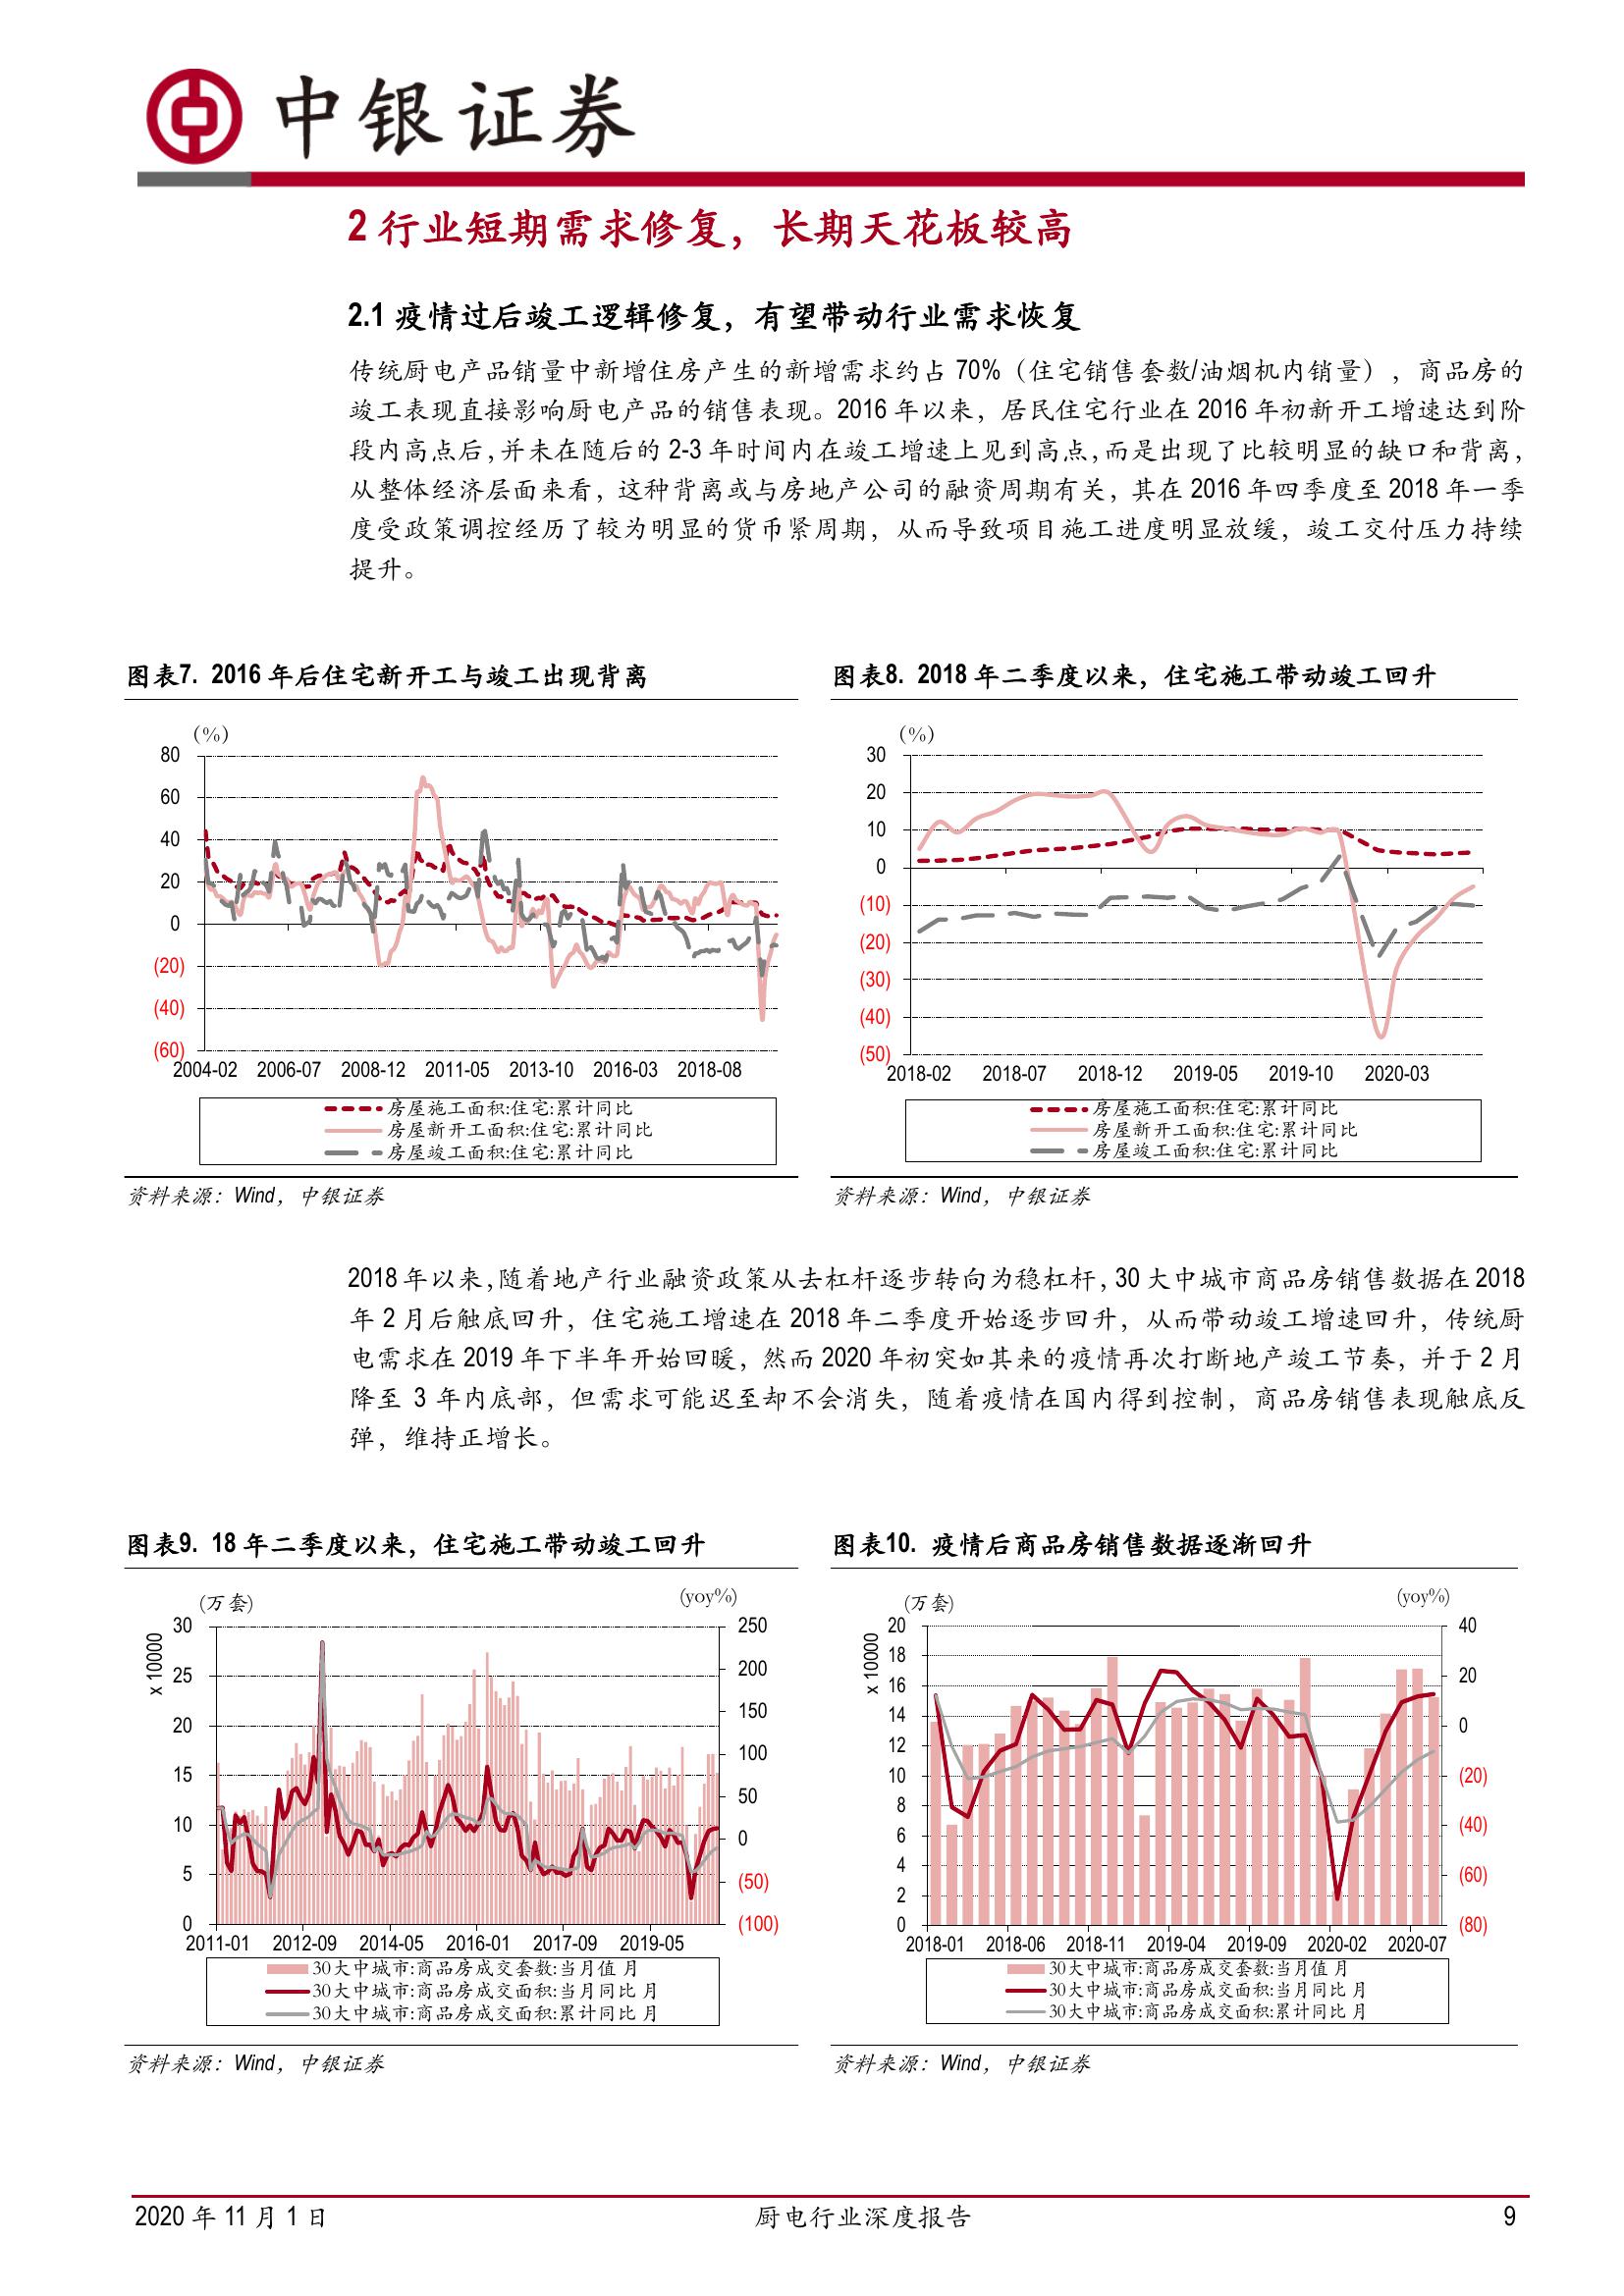 中银证券
2 行业短期需求修复，长期天花板较高
2.1 疫情过后竣工逻辑修复，有望带动行业需求恢复
传统厨电产品销量中新增住房产生的新增需求约占 70%（住宅销售套数/油烟机内销量），商品房的
竣工表现直接影响厨电产品的销售表现。2016 年以来，居民住宅行业在 2016 年初新开工增速达到阶
段内高点后，并未在随后的 2-3 年时间内在竣工增速上见到高点，而是出现了比较明显的缺口和背离，
从整体经济层面来看，这种背离或与房地产公司的融资周期有关，其在 2016 年四季度至 2018 年一季
度受政策调控经历了较为明显的货币紧周期，从而导致项目施工进度明显放缓，竣工交付压力持续
提升。
图表7. 2016 年后住宅新开工与竣工出现背离
(%)
80
60
40
20
0
(20)
(40)
(60)
2004-02 2006-07 2008-12 2011-05 2013-10 2016-03 2018-08
房屋施工面积:住宅:累计同比
房屋新开工面积:住宅:累计同比
房屋竣工面积:住宅:累计同比
资料来源：Wind，中银证券
图表8. 2018 年二季度以来，住宅施工带动竣工回升
(%)
30
20
10
0
(10)
(20)
(30)
(40)
(50)
2018-02 2018-07 2018-12 2019-05 2019-10 2020-03
房屋施工面积:住宅:累计同比
房屋新开工面积:住宅:累计同比
房屋竣工面积:住宅:累计同比
资料来源：Wind，中银证券
2018 年以来，随着地产行业融资政策从去杠杆逐步转向为稳杠杆，30 大中城市商品房销售数据在 2018
年 2 月后触底回升，住宅施工增速在 2018 年二季度开始逐步回升，从而带动竣工增速回升，传统厨
电需求在 2019 年下半年开始回暖，然而 2020 年初突如其来的疫情再次打断地产竣工节奏，并于 2 月
降至 3 年内底部，但需求可能迟至却不会消失，随着疫情在国内得到控制，商品房销售表现触底反
弹，维持正增长。
图表9. 18 年二季度以来，住宅施工带动竣工回升
(万套)
(yoy%)
x 10000
30
25
20
15
10
5
0
250
200
150
100
50
0
(50)
(100)
2011-01 2012-09 2014-05 2016-01 2017-09 2019-05
30大中城市:商品房成交套数:当月值 月
30大中城市:商品房成交面积:当月同比 月
30大中城市:商品房成交面积:累计同比 月
资料来源：Wind，中银证券
图表10. 疫情后商品房销售数据逐渐回升
(万套)
(yoy%)
x 10000
20
18
16
14
12
10
8
6
4
2
0
40
20
0
(20)
(40)
(60)
(80)
2018-01 2018-06 2018-11 2019-04 2019-09 2020-02 2020-07
30大中城市:商品房成交套数:当月值 月
30大中城市:商品房成交面积:当月同比 月
30大中城市:商品房成交面积:累计同比 月
资料来源：Wind，中银证券
2020 年 11 月 1 日 厨电行业深度报告 9